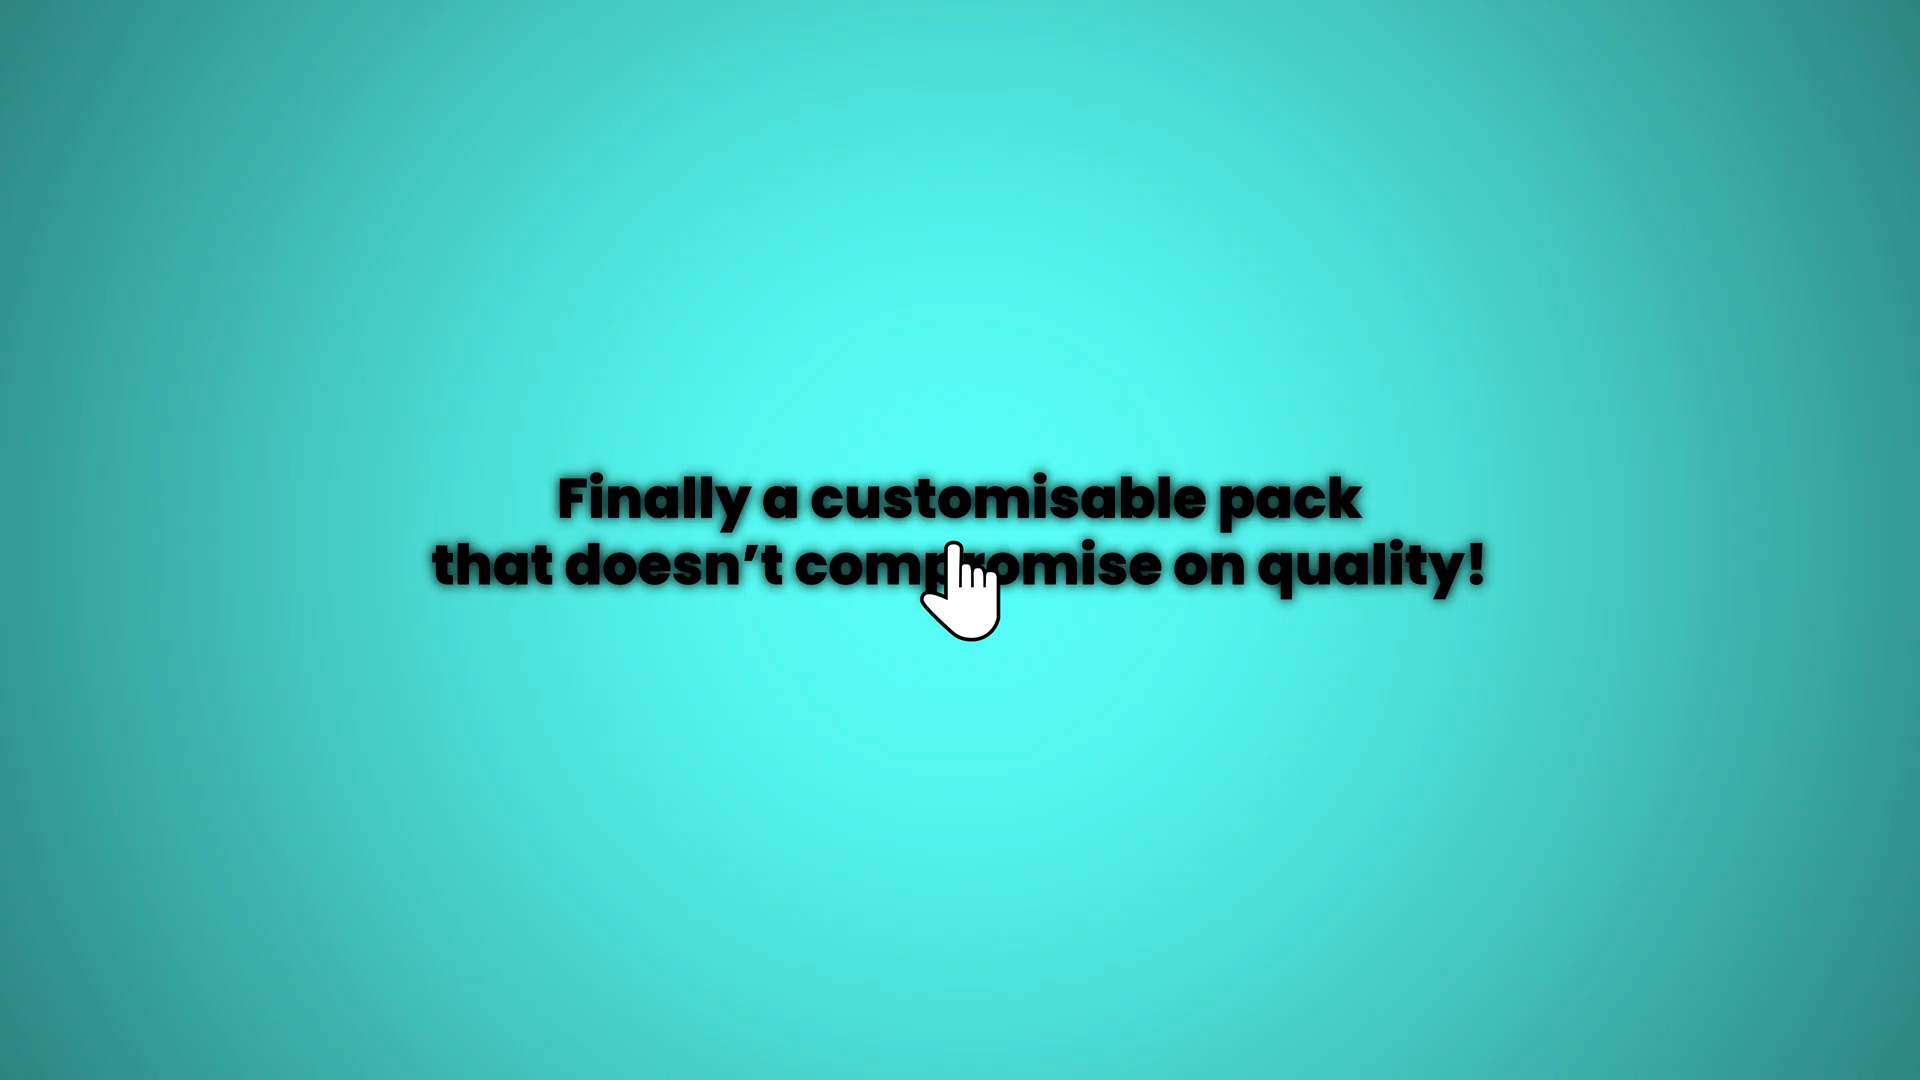 Finally a customisable pack
that doesn’t compromise on quality!